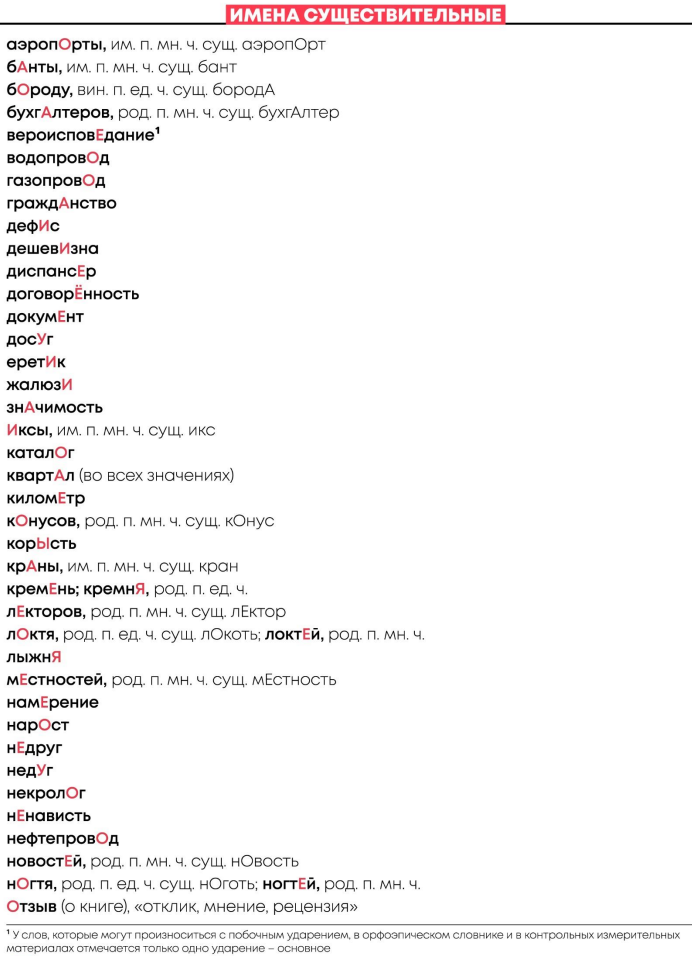 ИМЕНА СУЩЕСТВИТЕЛЬНЫЕ
аэропОрты, им. п. мн. ч. сущ. аэропОрт
бАнты, им. п. мн. ч. сущ. бант
бОроду, вин. п. ед. ч. сущ. бородА
бухгАлтеров, род. п. мн. ч. сущ. бухгАлтер
вероисповЕдание¹
водопровОд
газопровОд
граждАнство
дефИс
дешевИзна
диспансЕр
договорЁнность
докумЕнт
досУг
еретИк
жалюзИ
знАчимость
Иксы, им. п. мн. ч. сущ. икс
каталОг
квартАл (во всех значениях)
киломЕтр
кОнусов, род. п. мн. ч. сущ. кОнус
корЫсть
крАны, им. п. мн. ч. сущ. кран
кремЕнь; кремнЯ, род. п. ед. ч.
лЕкторов, род. п. мн. ч. сущ. лЕктор
лОктя, род. п. ед. ч. сущ. лОкоть; локтЕй, род. п. мн. ч.
лыжнЯ
мЕстностей, род. п. мн. ч. сущ. мЕстность
намЕрение
нарОст
нЕдруг
недУг
некролОг
нЕнависть
нефтепровОд
новостЕй, род. п. мн. ч. сущ. нОвость
нОгтя, род. п. ед. ч. сущ. нОготь; ногтЕй, род. п. мн. ч.
Отзыв (о книге), «отклик, мнение, рецензия»
¹ У слов, которые могут произноситься с побочным ударением, в орфоэпическом словнике и в контрольных измерительных
материалах отмечается только одно ударение – основное